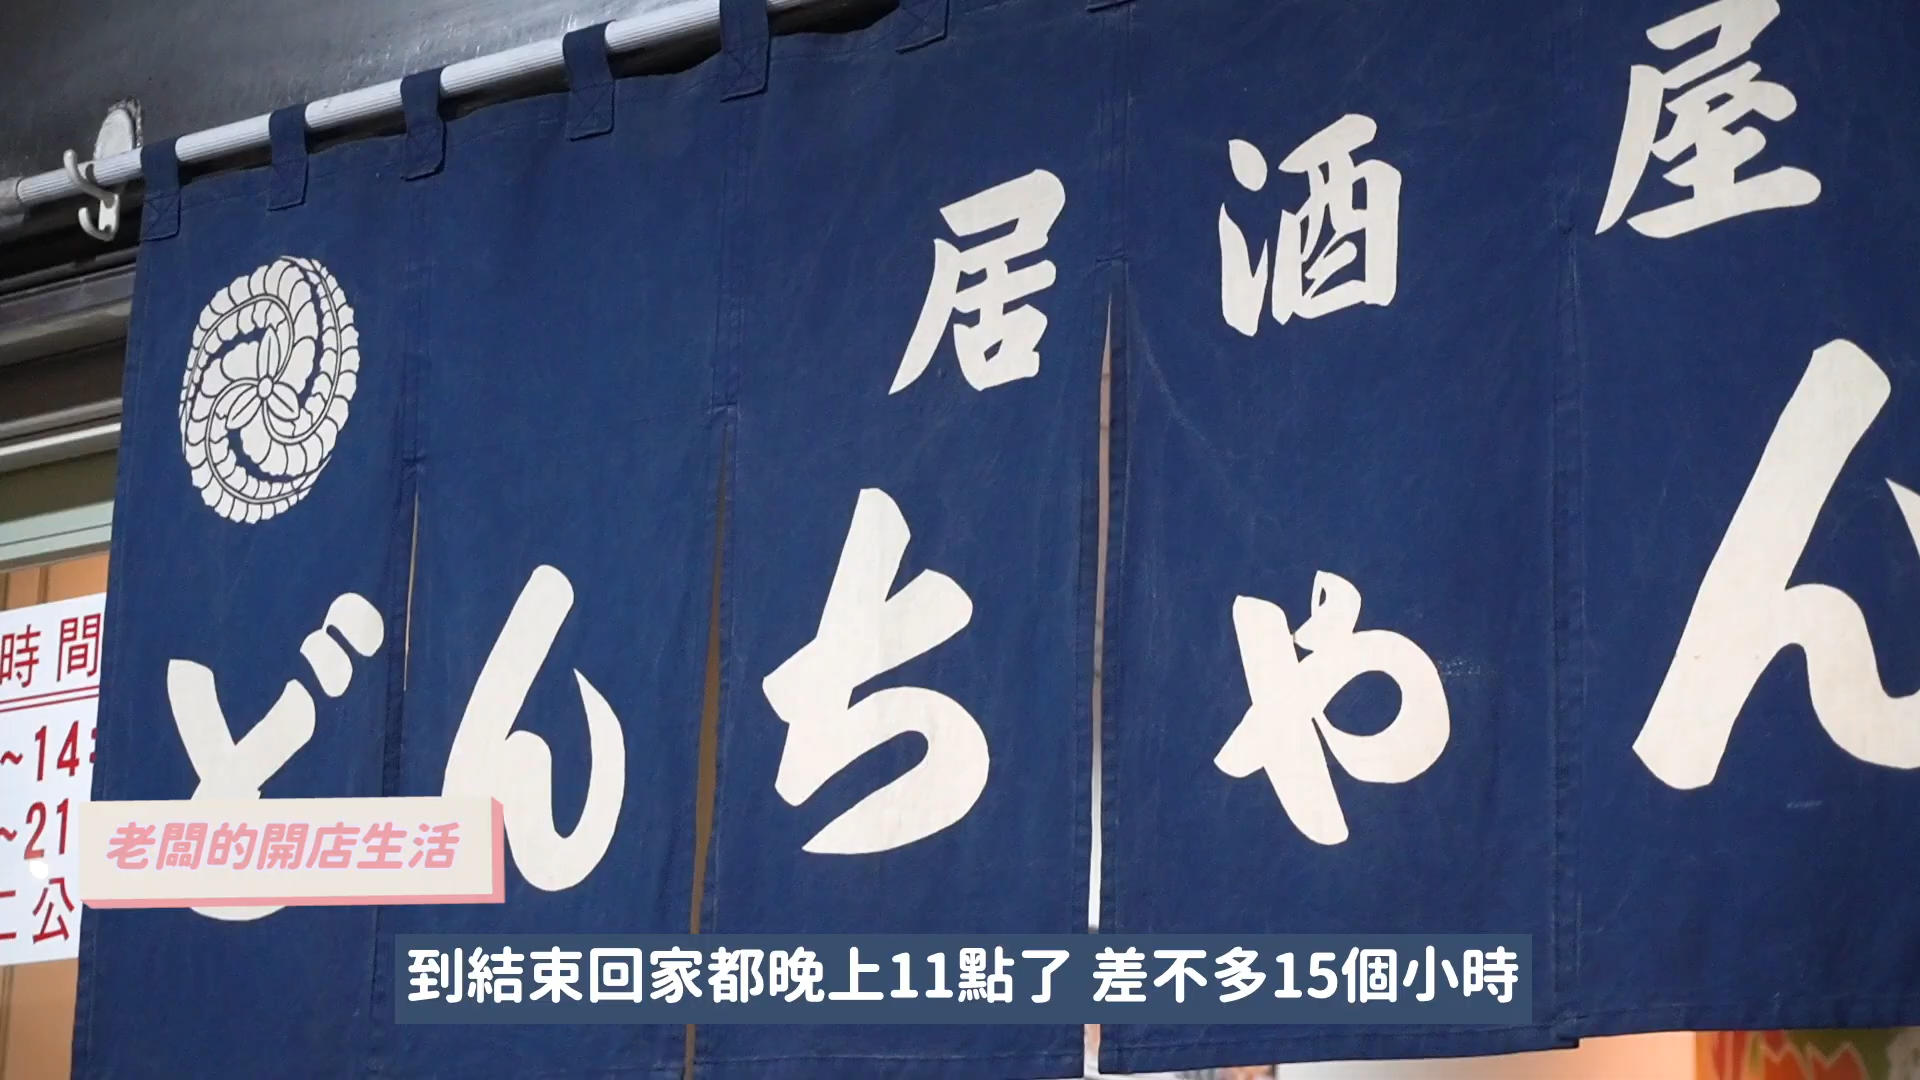 居酒屋
どんちゃん
時間
~14:
~21
公
老闆的開店生活
到結束回家都晚上11點了 差不多15個小時